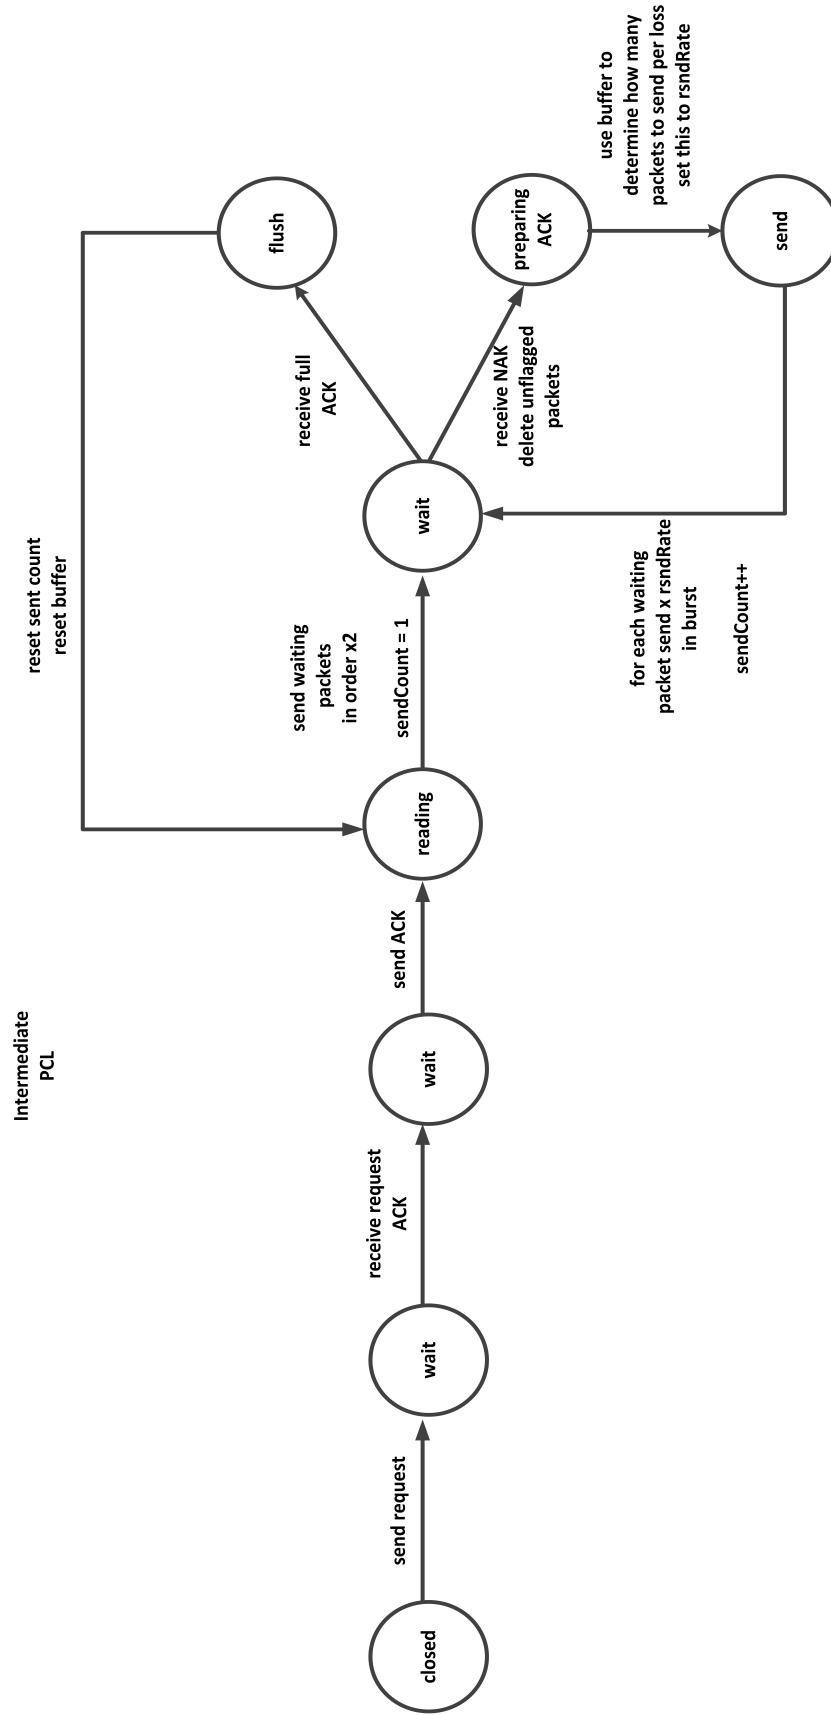 Intermediate
PCL
closed
send request
wait
receive request
ACK
wait
send ACK
reading
send waiting
packets
in order x2
sendCount = 1
wait
reset sent count
reset buffer
receive full
ACK
flush
receive NAK
delete unflagged
packets
preparing
ACK
use buffer to
determine how many
packets to send per loss
set this to rsndRate
send
for each waiting
packet send x rsndRate
in burst
sendCount++